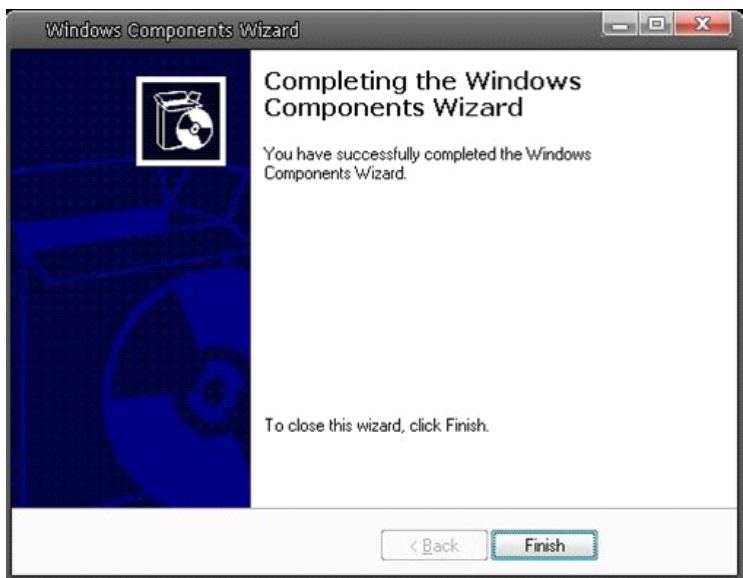 Windows Components Wizard
Completing the Windows
Components Wizard
You have successfully completed the Windows
Components Wizard.
To close this wizard, click Finish.
< Back
Finish